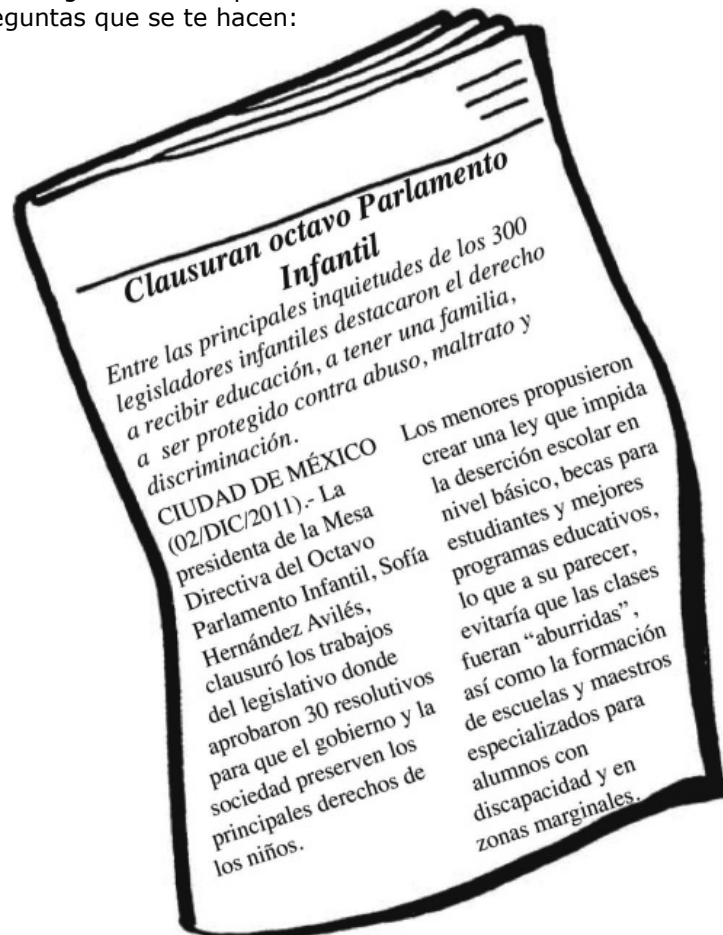 eguntas que se te hacen:
Clausuran octavo Parlamento
Infantil
Entre las principales inquietudes de los 300
legisladores infantiles destacaron el derecho
a recibir educación, a tener una familia,
a ser protegido contra abuso, maltrato y
discriminación.
CIUDAD DE MÉXICO
(02/DIC/2011).- La
presidenta de la Mesa
Directiva del Octavo
Parlamento Infantil, Sofía
Hernández Avilés,
clausuró los trabajos
del legislativo donde
aprobaron 30 resolutivos
para que el gobierno y la
sociedad preserven los
principales derechos de
los niños.
Los menores propusieron
crear una ley que impida
la deserción escolar en
nivel básico, becas para
estudiantes y mejores
programas educativos,
lo que a su parecer,
evitaría que las clases
fueran “aburridas”,
así como la formación
de escuelas y maestros
especializados para
alumnos con
discapacidad y en
zonas marginales.